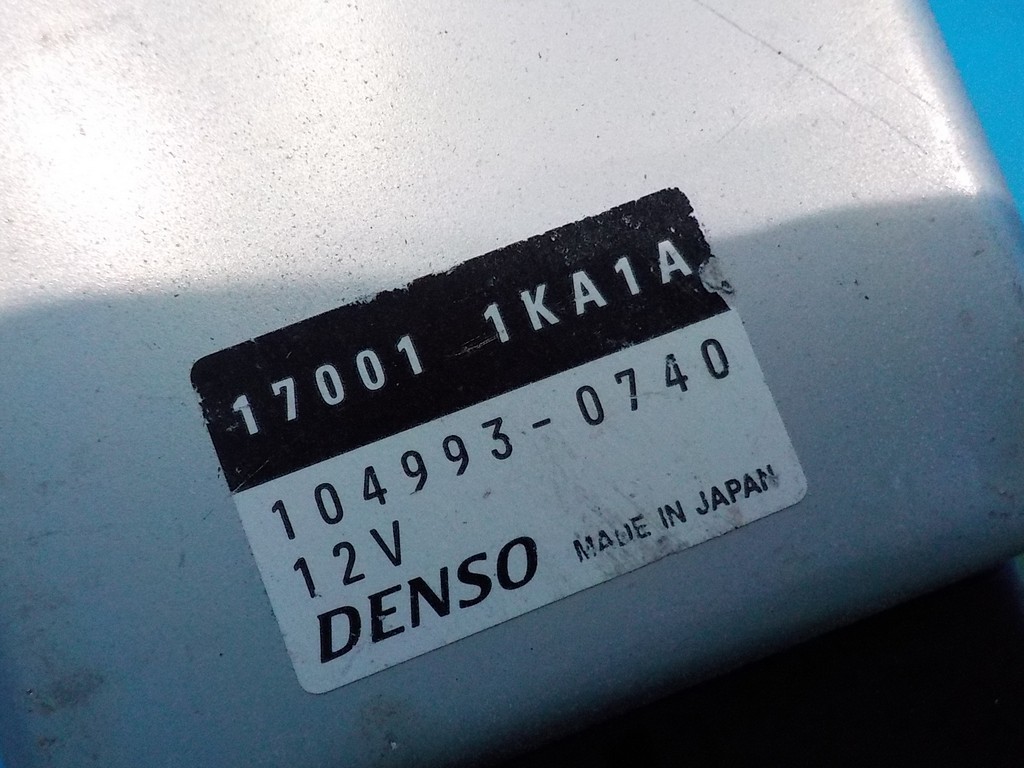 17001 1KA1A
104993-0740
12V
DENSO MADE IN JAPAN